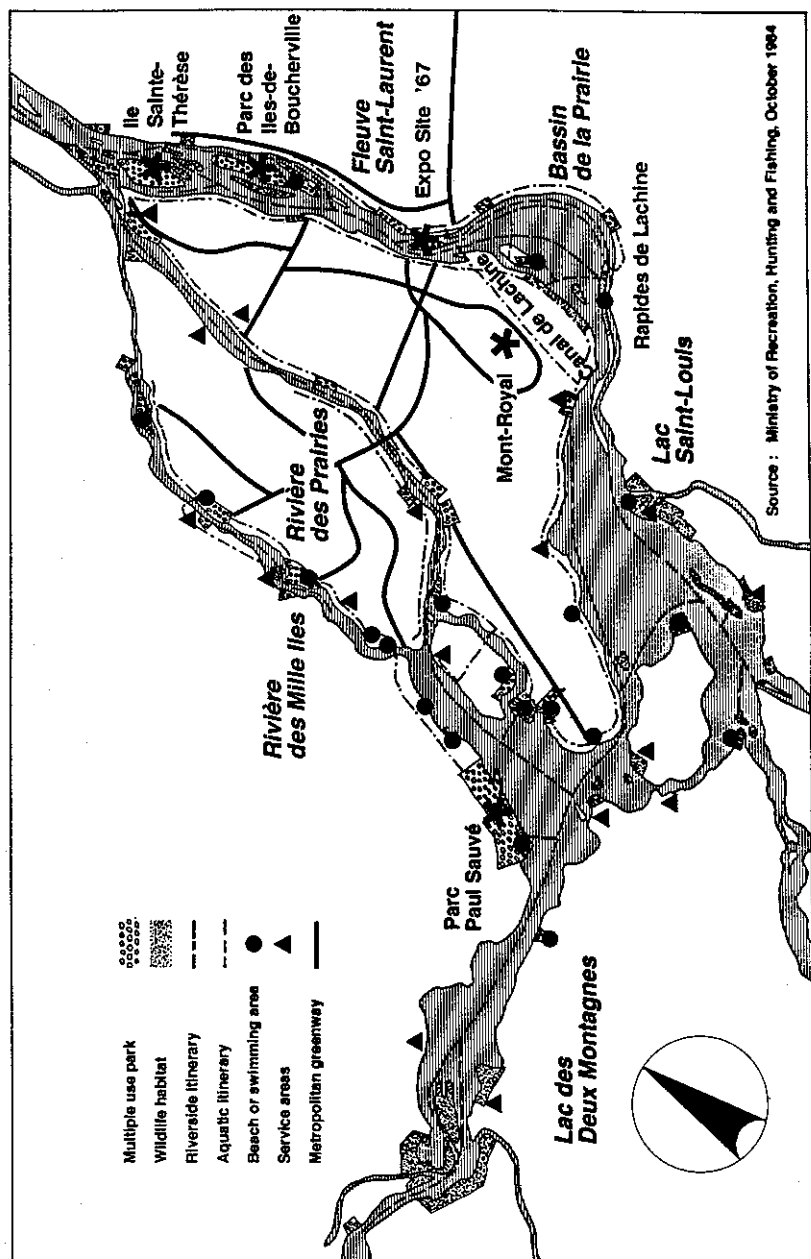 Ile
Sainte-
Thérèse
Parc des
Iles-de-
Boucherville
Fleuve
Saint-Laurent
Expo Site '67
Bassin
de la Prairie
Rapides de Lachine
Canal de Lachine
Mont-Royal
Lac
Saint-Louis
Rivière
des Prairies
Rivière
des Mille Iles
Parc
Paul Sauvé
Lac des
Deux Montagnes
Multiple use park
Wildlife habitat
Riverside itinerary
Aquatic itinerary
Beach or swimming area
Service areas
Metropolitan greenway
Source : Ministry of Recreation, Hunting and Fishing, October 1984